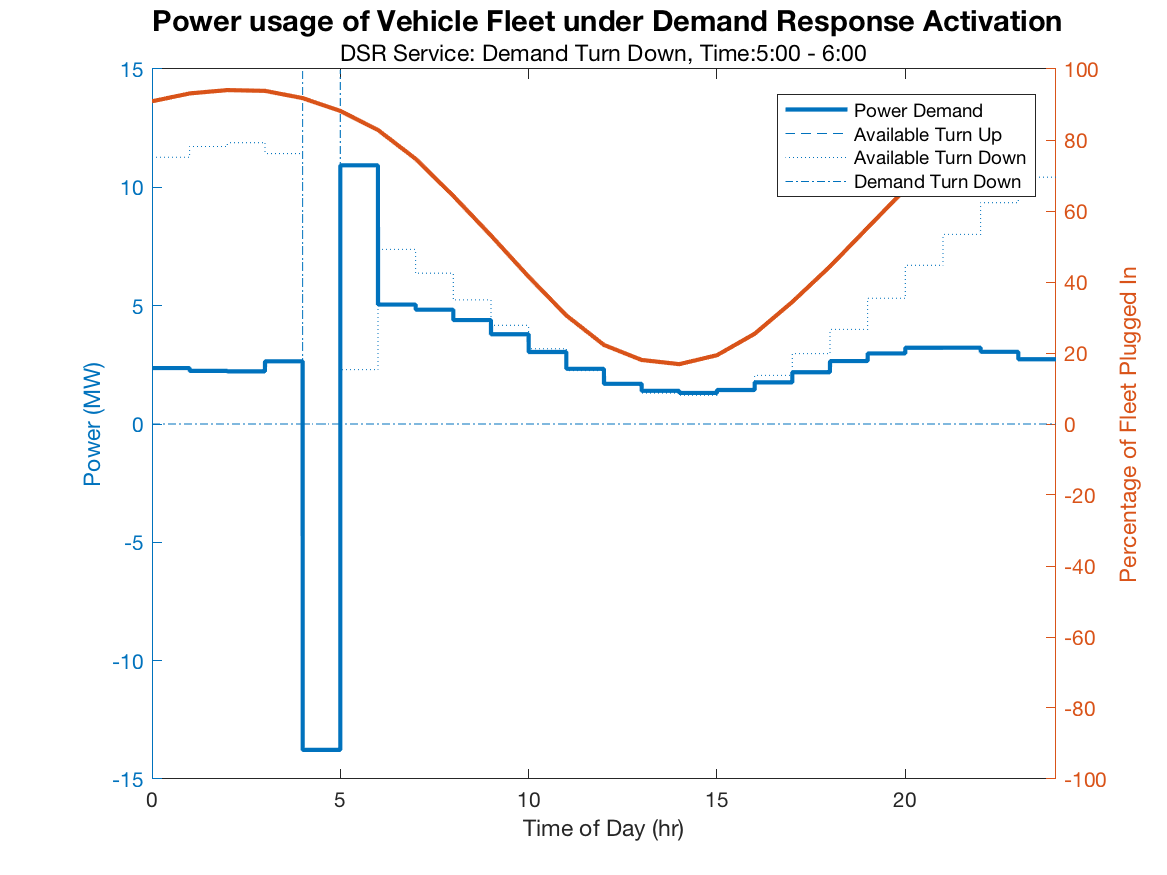 Power usage of Vehicle Fleet under Demand Response Activation
DSR Service: Demand Turn Down, Time:5:00 - 6:00
15
10
5
0
-5
-10
-15
Power (MW)
100
80
60
40
20
0
-20
-40
-60
-80
-100
Percentage of Fleet Plugged In
Power Demand
Available Turn Up
Available Turn Down
Demand Turn Down
0 5 10 15 20
Time of Day (hr)